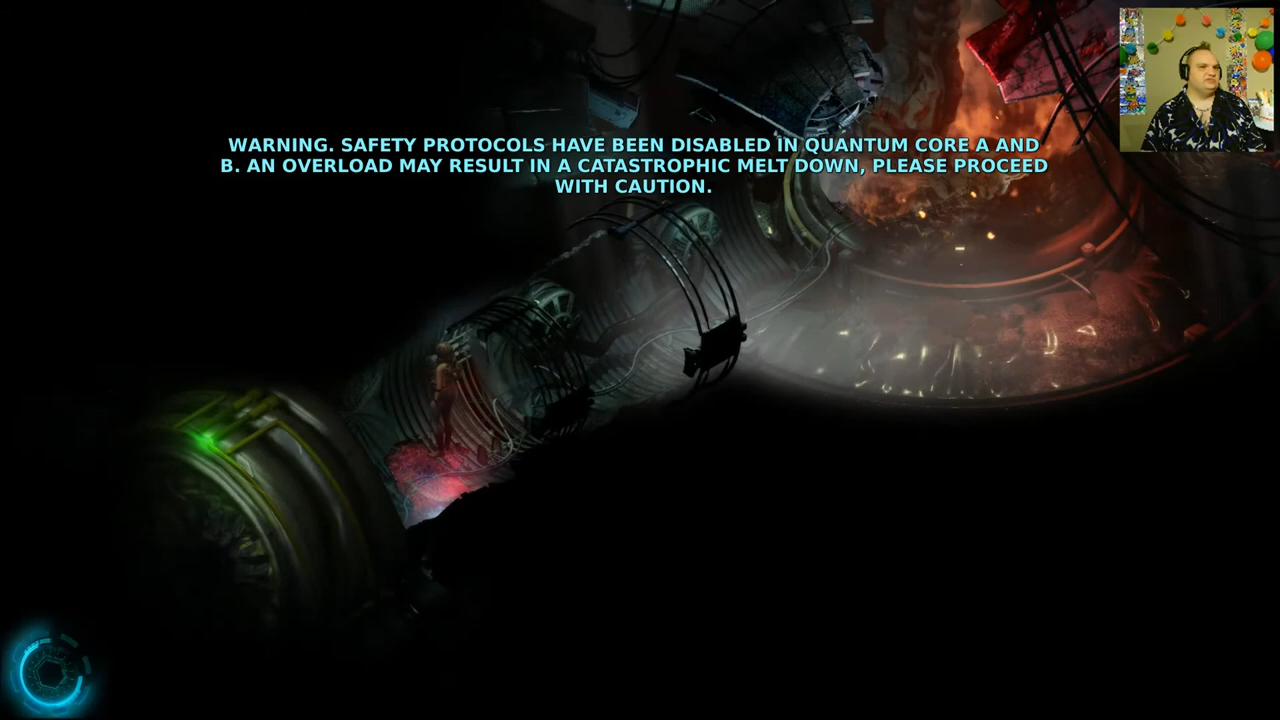 WARNING. SAFETY PROTOCOLS HAVE BEEN DISABLED IN QUANTUM CORE A AND
B. AN OVERLOAD MAY RESULT IN A CATASTROPHIC MELT DOWN, PLEASE PROCEED
WITH CAUTION.